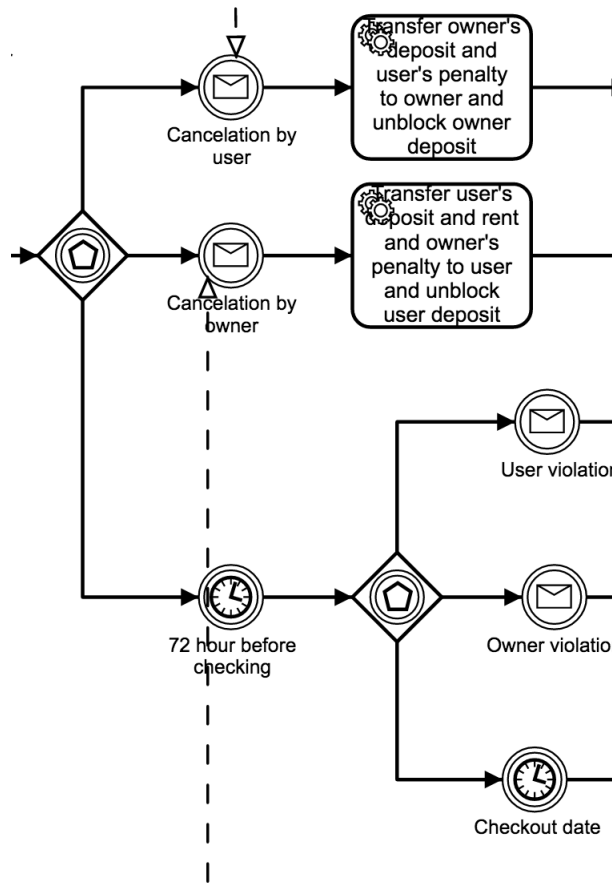 Transfer owner's
deposit and
user's penalty
to owner and
unblock owner
deposit
Cancelation by
user
Transfer user's
deposit and rent
and owner's
penalty to user
and unblock
user deposit
Cancelation by
owner
User violation
72 hour before
checking
Owner violatio
Checkout date